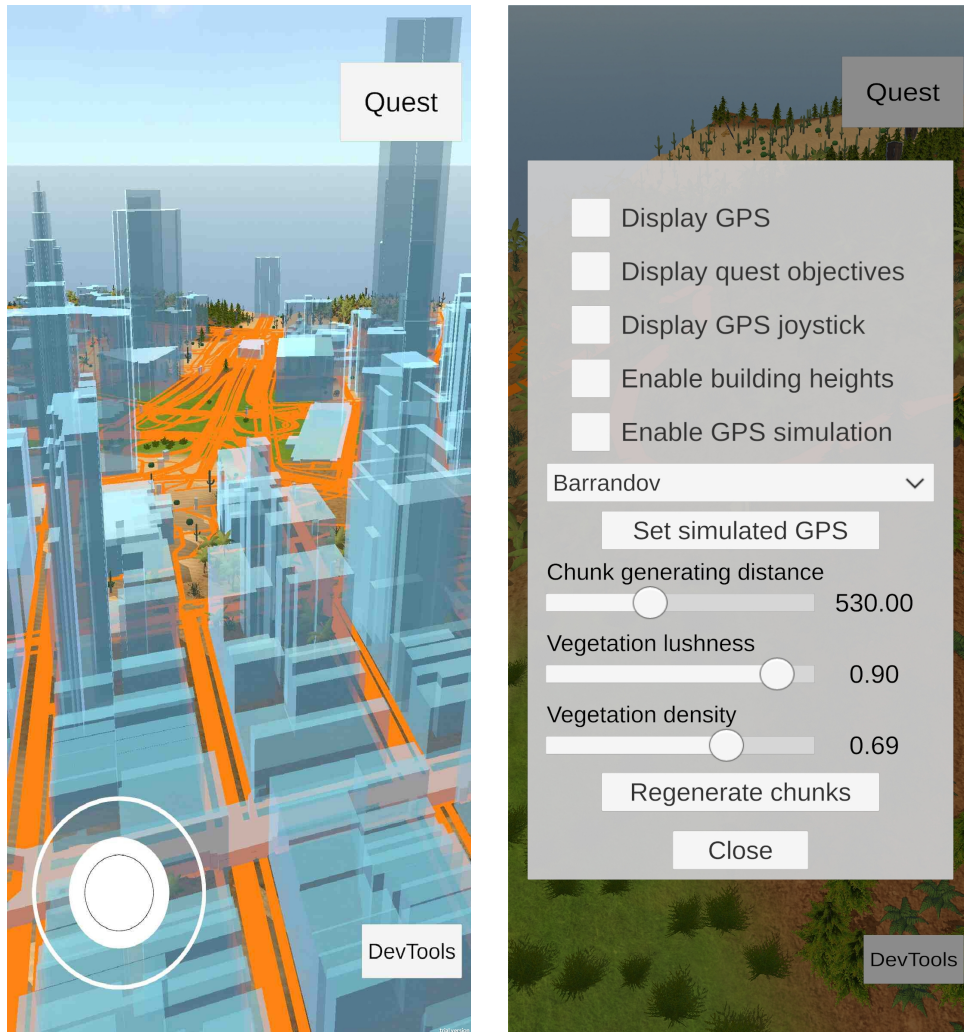 Quest
DevTools
trial version
Quest
Display GPS
Display quest objectives
Display GPS joystick
Enable building heights
Enable GPS simulation
Barrandov
Set simulated GPS
Chunk generating distance
530.00
Vegetation lushness
0.90
Vegetation density
0.69
Regenerate chunks
Close
DevTools